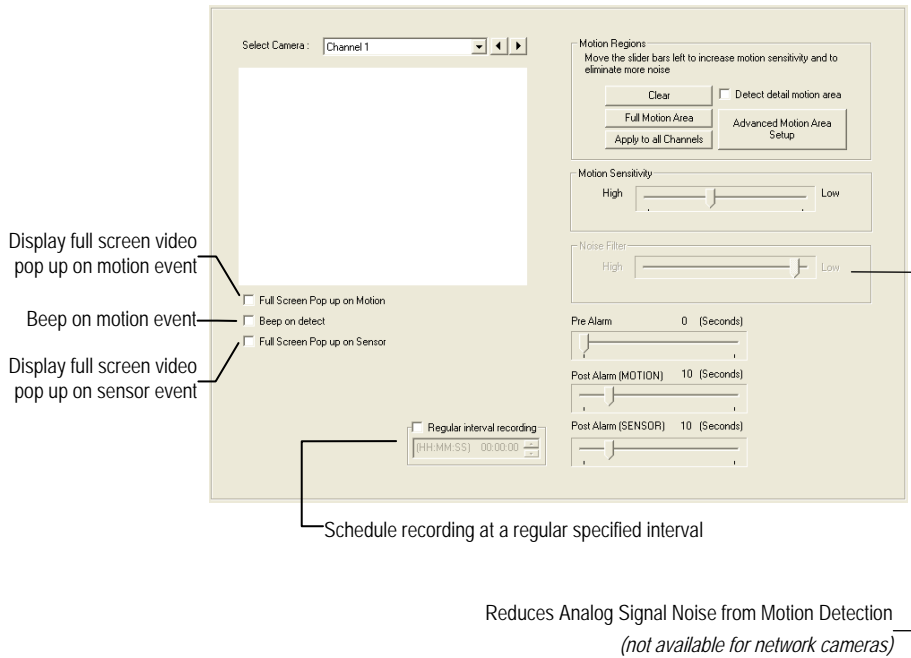 Select Camera :
Channel 1
Motion Regions
Move the slider bars left to increase motion sensitivity and to
eliminate more noise
Clear
Detect detail motion area
Full Motion Area
Advanced Motion Area
Setup
Apply to all Channels
Motion Sensitivity
High
Low
Noise Filter
High
Low
Display full screen video
pop up on motion event
Full Screen Pop up on Motion
Beep on motion event
Beep on detect
Display full screen video
pop up on sensor event
Full Screen Pop up on Sensor
Pre Alarm 0 (Seconds)
Post Alarm (MOTION) 10 (Seconds)
Post Alarm (SENSOR) 10 (Seconds)
Regular interval recording
(HH:MM:SS) 00:00:00
Schedule recording at a regular specified interval
Reduces Analog Signal Noise from Motion Detection
(not available for network cameras)